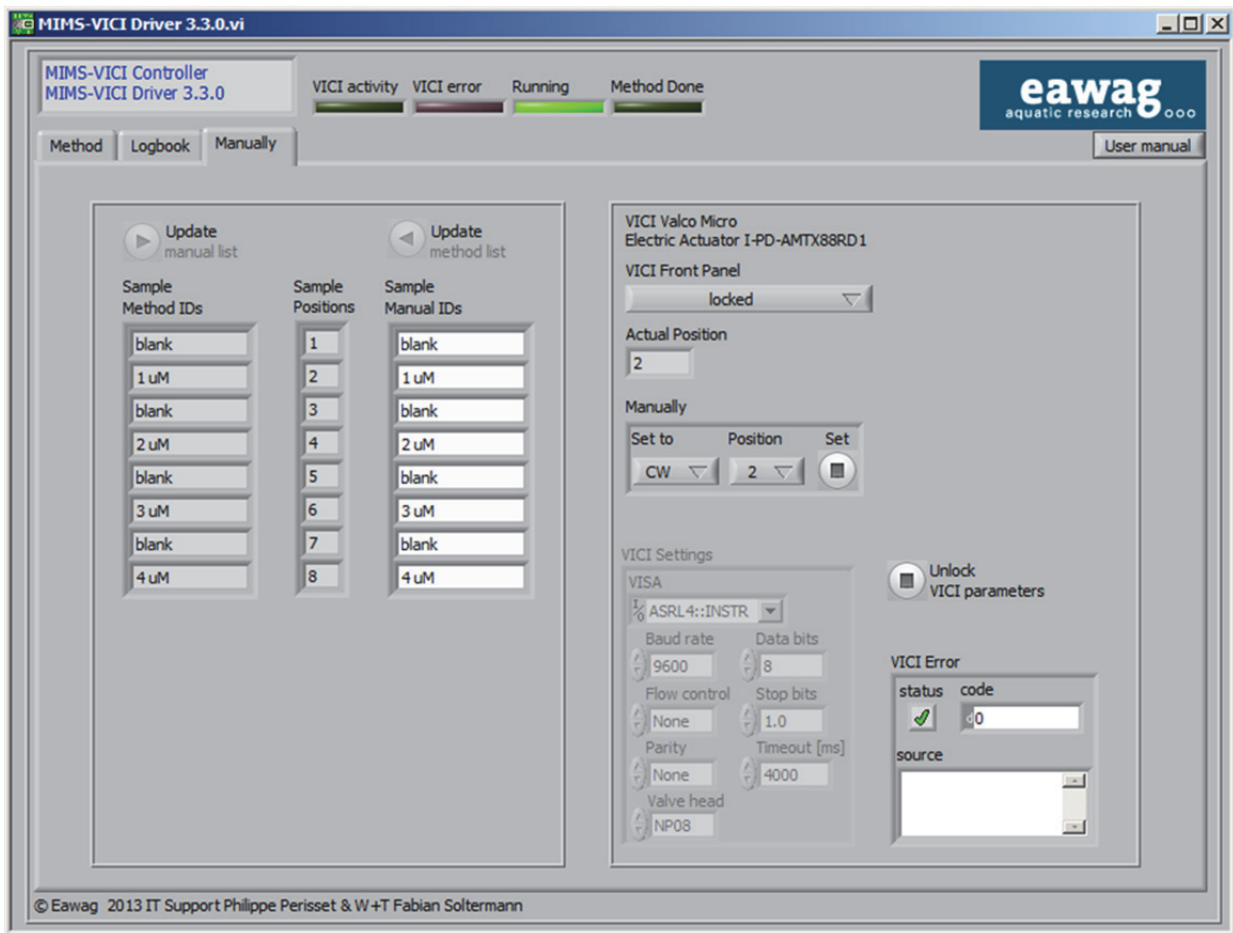 MIMS-VICI Driver 3.3.0.vi
MIMS-VICI Controller
MIMS-VICI Driver 3.3.0
VICI activity VICI error Running Method Done
eawag
aquatic research
Method Logbook Manually
User manual
Update
manual list
Update
method list
Sample
Method IDs
Sample
Positions
Sample
Manual IDs
blank 1 blank
1 uM 2 1 uM
blank 3 blank
2 uM 4 2 uM
blank 5 blank
3 uM 6 3 uM
blank 7 blank
4 uM 8 4 uM
VICI Valco Micro
Electric Actuator I-PD-AMTX88RD1
VICI Front Panel
locked
Actual Position
2
Manually
Set to Position Set
CW 2
VICI Settings
VISA
I/O ASRL4::INSTR
Baud rate Data bits
9600 8
Flow control Stop bits
None 1.0
Parity Timeout [ms]
None 4000
Valve head
NP08
Unlock
VICI parameters
VICI Error
status code
d0
source
© Eawag 2013 IT Support Philippe Perisset & W+T Fabian Soltermann